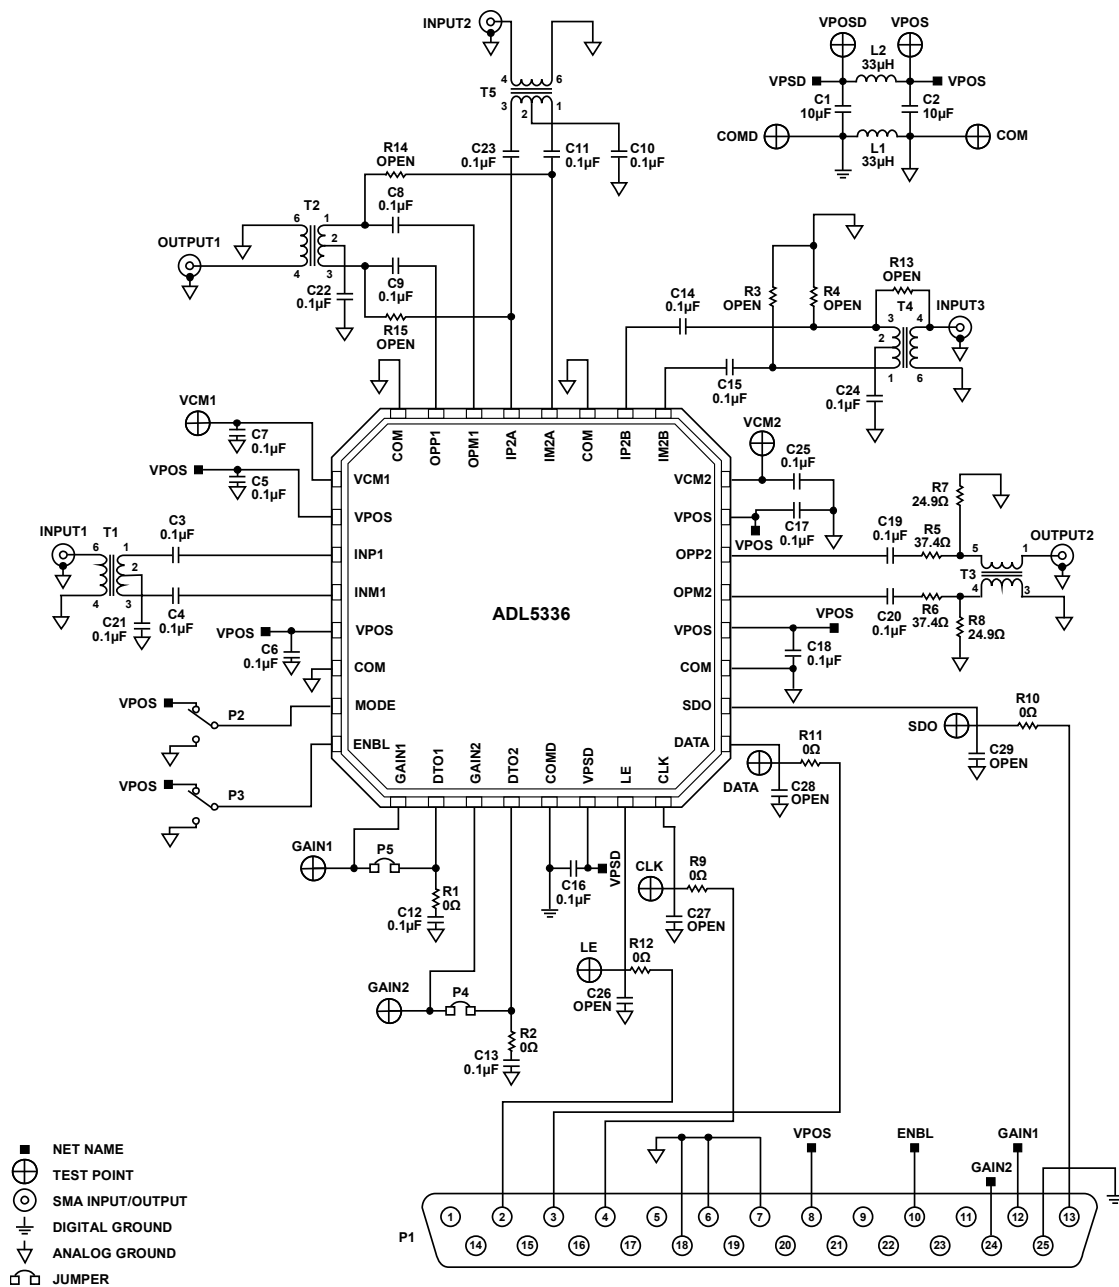 INPUT2
4
6
T5
3
2
1
C23
0.1µF
C11
0.1µF
C10
0.1µF
VPOSD
VPOS
L2
33µH
VPSD
VPOS
C1
10µF
C2
10µF
COMD
COM
L1
33µH
R14
OPEN
C8
0.1µF
T2
6
1
2
4
3
OUTPUT1
C22
0.1µF
C9
0.1µF
R15
OPEN
R3
OPEN
R4
OPEN
R13
OPEN
C14
0.1µF
T4
3
4
2
1
6
INPUT3
C15
0.1µF
C24
0.1µF
VCM1
C7
0.1µF
VPOS
C5
0.1µF
INPUT1
T1
6
1
2
4
3
C3
0.1µF
C21
0.1µF
C4
0.1µF
VPOS
C6
0.1µF
VPOS
P2
VPOS
P3
COM
OPP1
OPM1
IP2A
IM2A
COM
IP2B
IM2B
VCM1
VPOS
INP1
INM1
VPOS
COM
MODE
ENBL
ADL5336
VCM2
VPOS
OPP2
OPM2
VPOS
COM
SDO
DATA
GAIN1
DTO1
GAIN2
DTO2
COMD
VPSD
LE
CLK
VCM2
C25
0.1µF
C17
0.1µF
VPOS
R7
24.9Ω
C19
0.1µF
R5
37.4Ω
OUTPUT2
5
1
T3
4
3
C20
0.1µF
R6
37.4Ω
R8
24.9Ω
VPOS
C18
0.1µF
R10
0Ω
SDO
R11
0Ω
C29
OPEN
DATA
C28
OPEN
GAIN1
P5
R1
0Ω
C12
0.1µF
C16
0.1µF
VPSD
CLK
R9
0Ω
C27
OPEN
LE
R12
0Ω
C26
OPEN
GAIN2
P4
R2
0Ω
C13
0.1µF
NET NAME
TEST POINT
SMA INPUT/OUTPUT
DIGITAL GROUND
ANALOG GROUND
JUMPER
VPOS
ENBL
GAIN1
GAIN2
P1
1
2
3
4
5
6
7
8
9
10
11
12
13
14
15
16
17
18
19
20
21
22
23
24
25